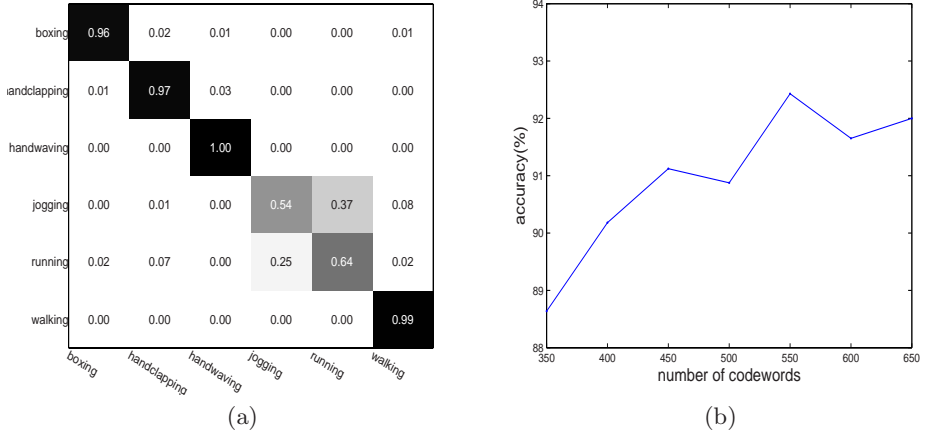 boxing 0.96 0.02 0.01 0.00 0.00 0.01
andclapping 0.01 0.97 0.03 0.00 0.00 0.00
handwaving 0.00 0.00 1.00 0.00 0.00 0.00
jogging 0.00 0.01 0.00 0.54 0.37 0.08
running 0.02 0.07 0.00 0.25 0.64 0.02
walking 0.00 0.00 0.00 0.00 0.00 0.99
boxing handclapping handwaving jogging running walking
(a)
94
93
92
91
90
89
88
accuracy(%)
350 400 450 500 550 600 650
number of codewords
(b)